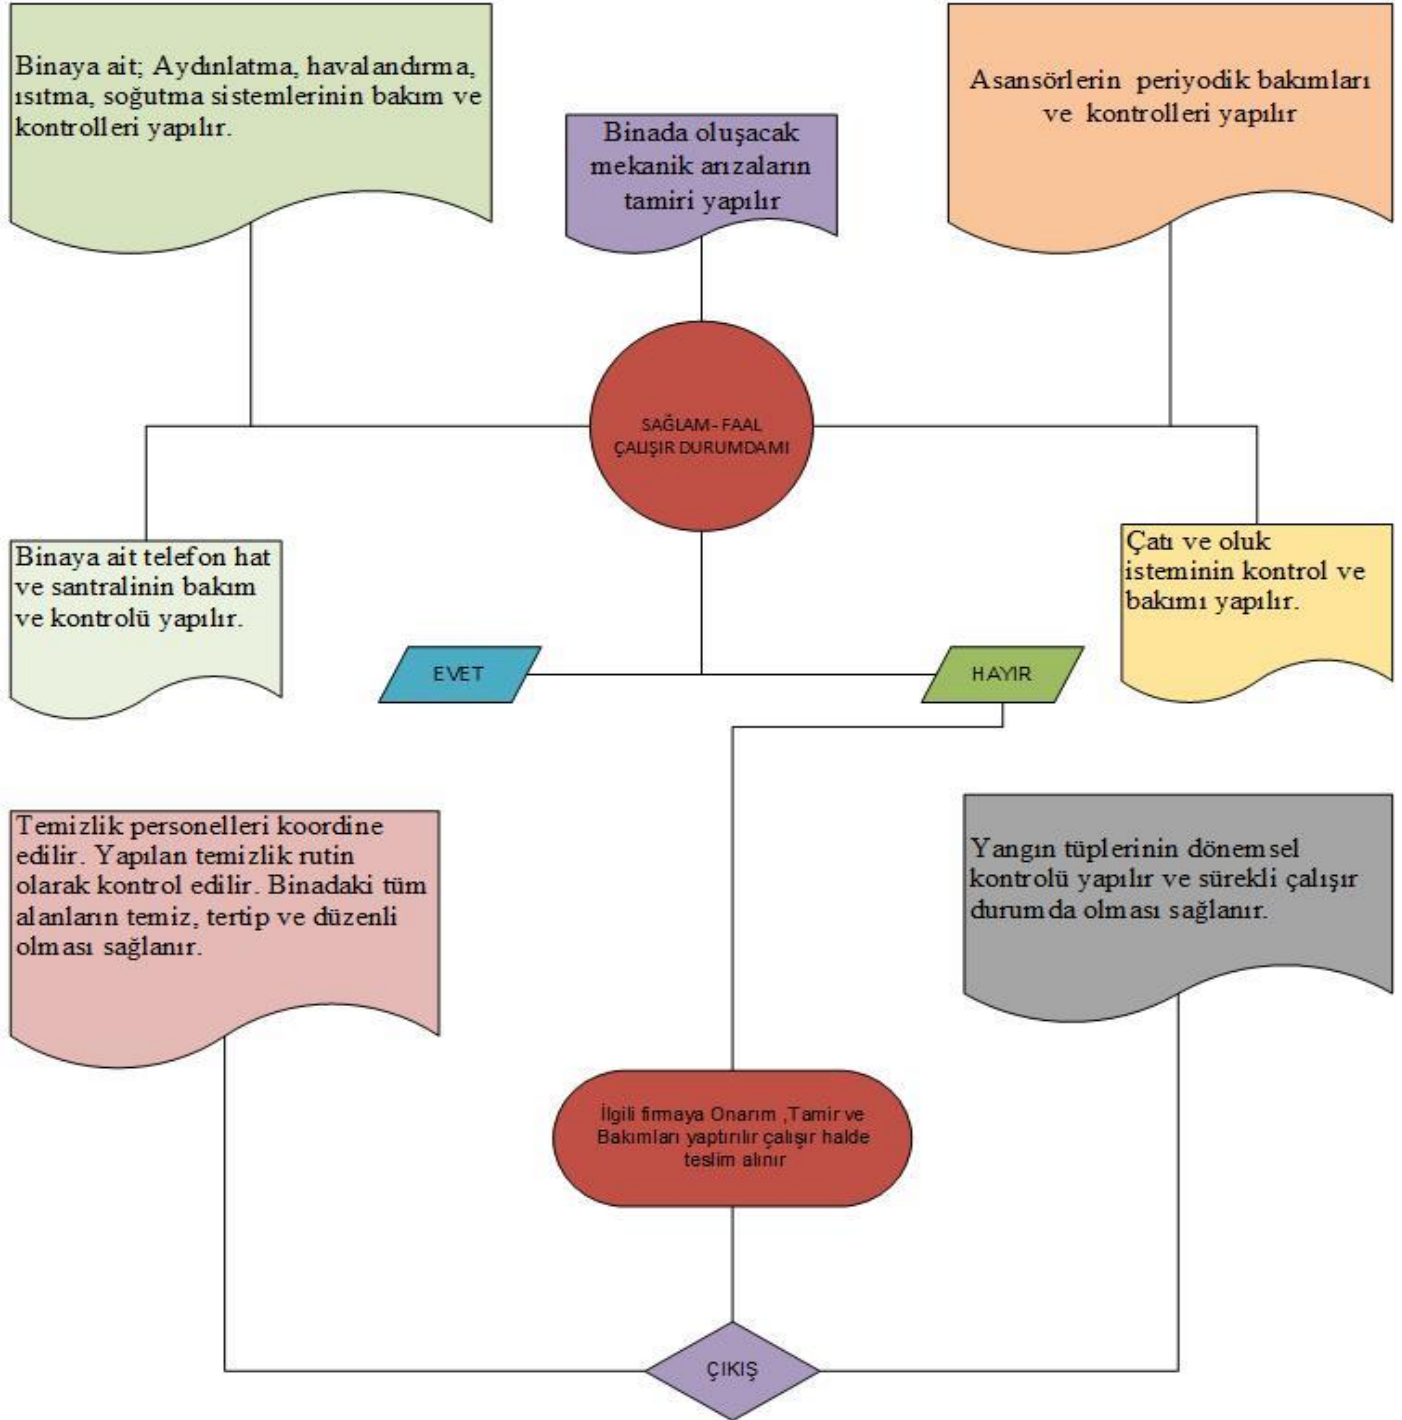 Binaya ait; Aydınlatma, havalandırma,
ısıtma, soğutma sistemlerinin bakım ve
kontrolleri yapılır.
Binada oluşacak
mekanik arızaların
tamiri yapılır
Asansörlerin periyodik bakımları
ve kontrolleri yapılır
SAĞLAM- FAAL
ÇALIŞIR DURUMDAMI
Binaya ait telefon hat
ve santralinin bakım
ve kontrolü yapılır.
Çatı ve oluk
isteminin kontrol ve
bakımı yapılır.
EVET
HAYIR
Temizlik personelleri koordine
edilir. Yapılan temizlik rutin
olarak kontrol edilir. Binadaki tüm
alanların temiz, tertip ve düzenli
olması sağlanır.
Yangın tüplerinin dönemsel
kontrolü yapılır ve sürekli çalışır
durumda olması sağlanır.
İlgili firmaya Onarım ,Tamir ve
Bakımları yaptırılır çalışır halde
teslim alınır
ÇIKIŞ